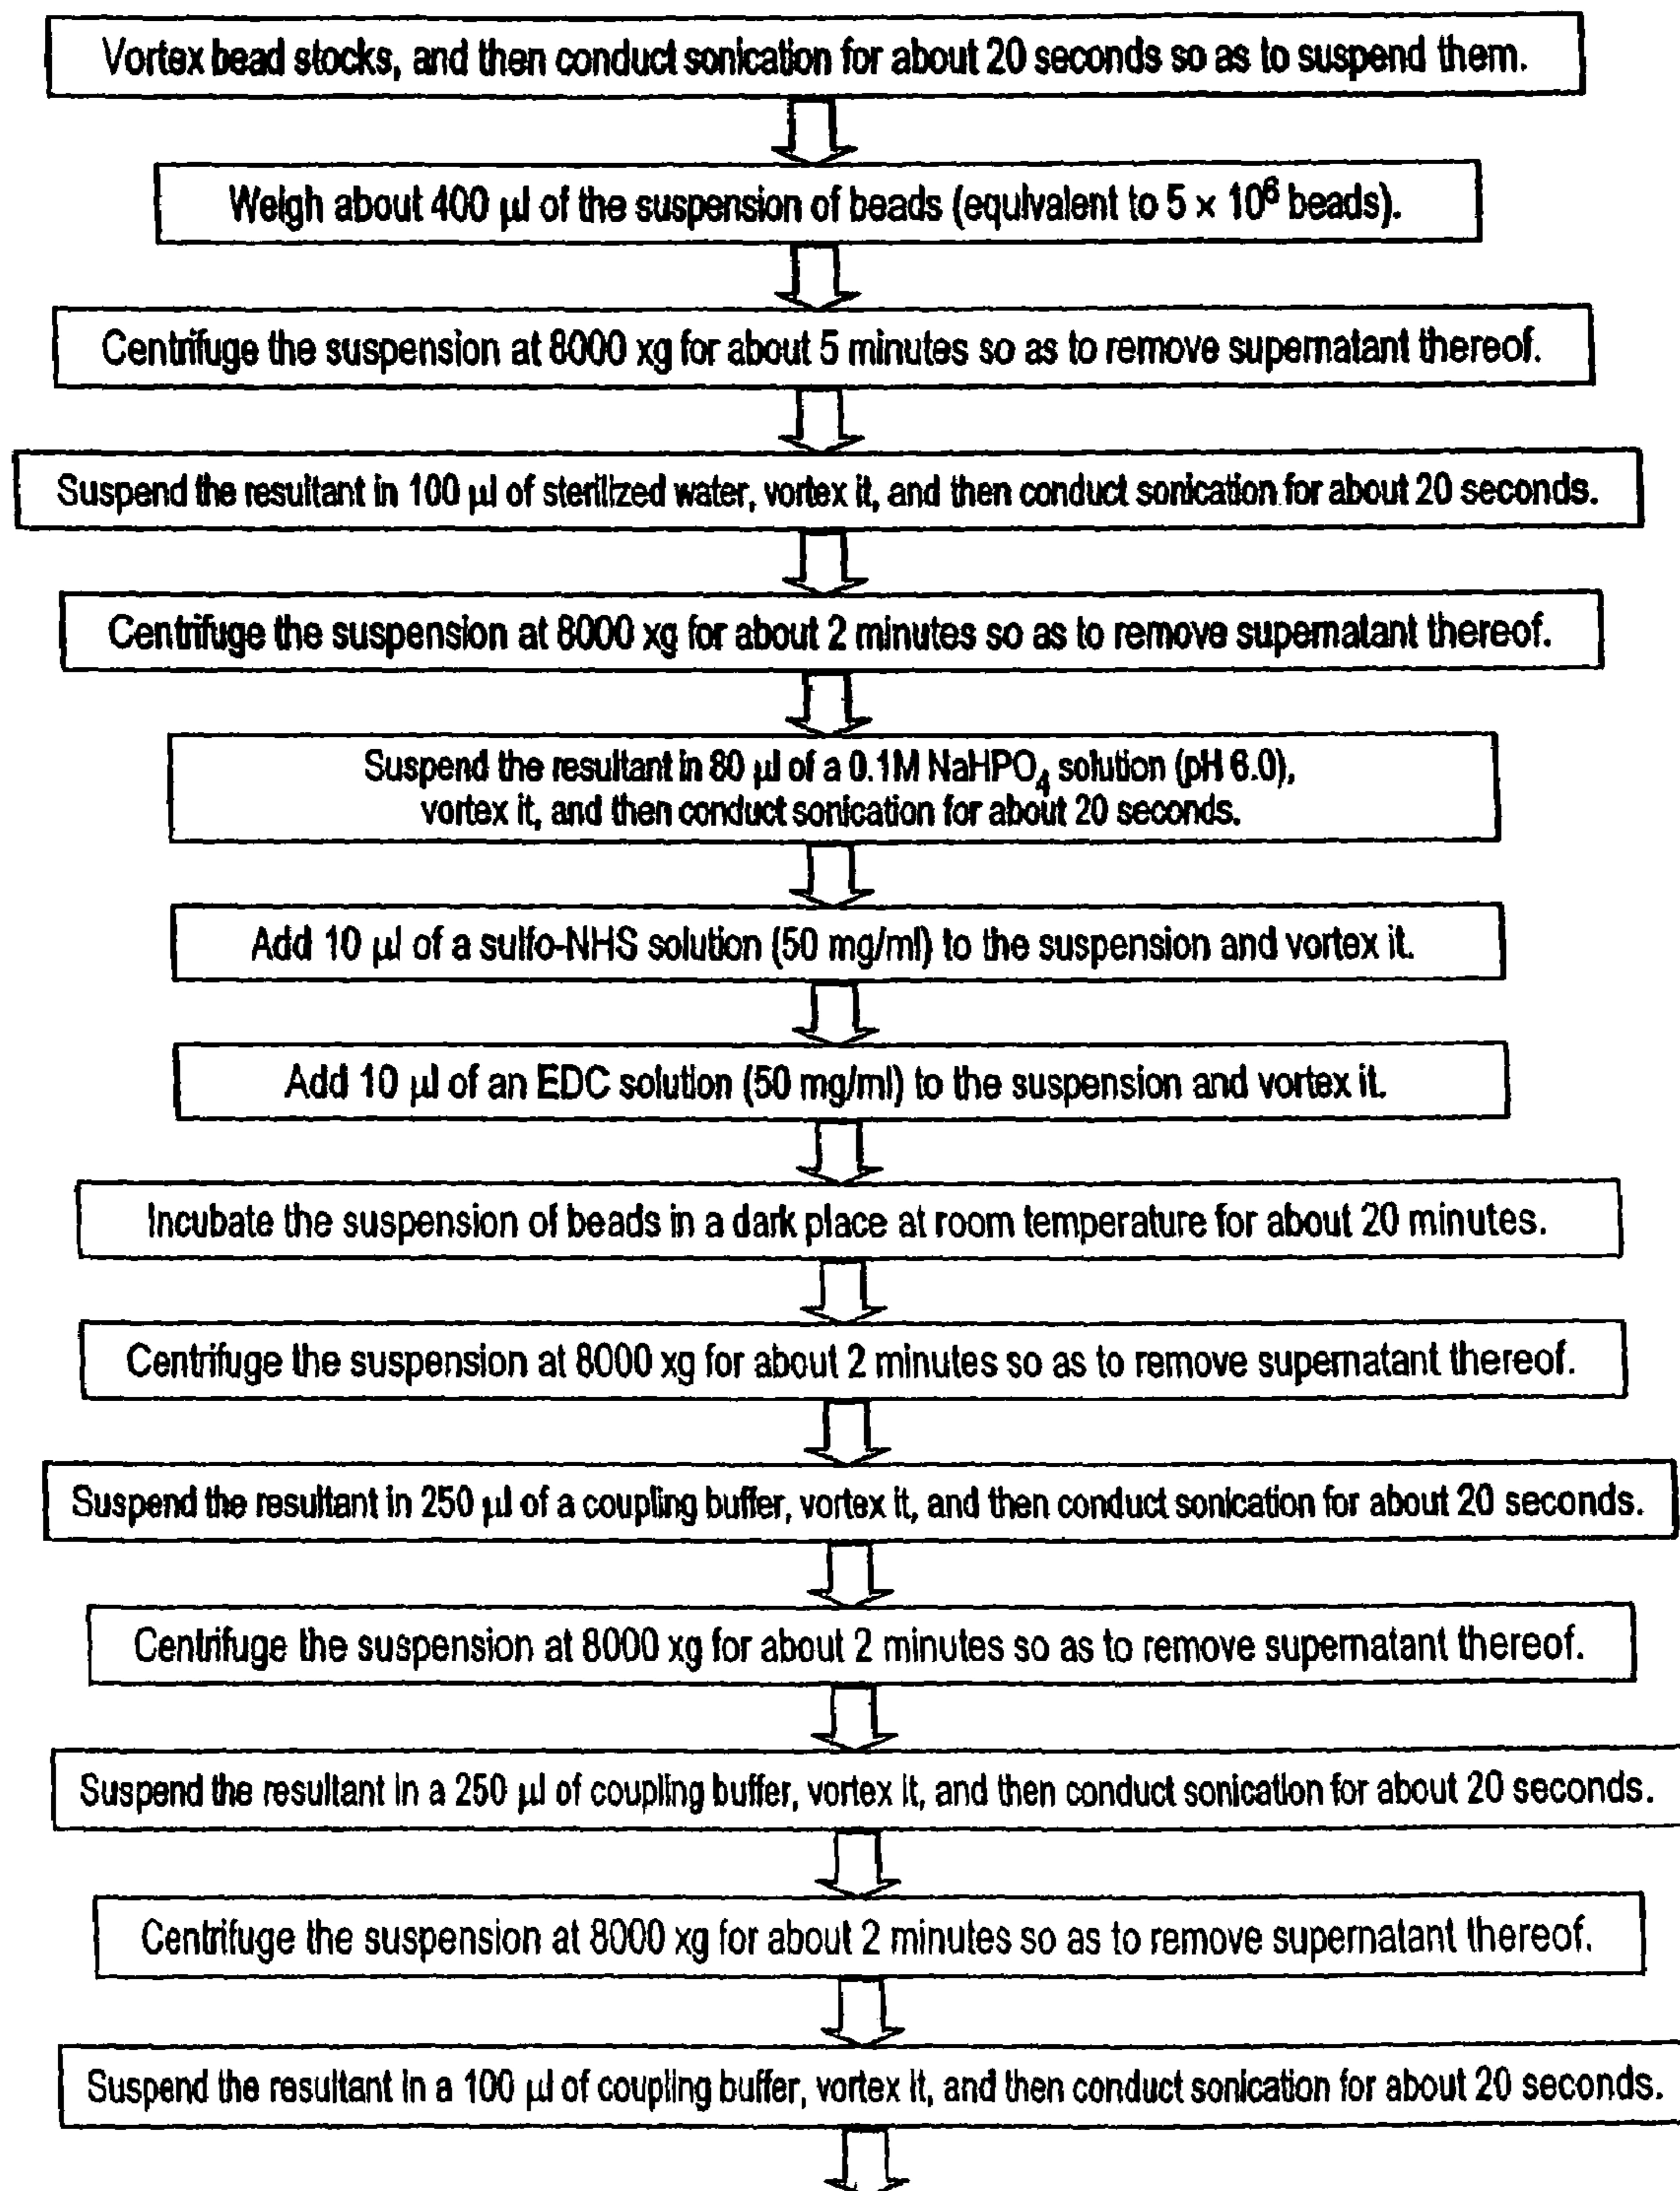 Vortex bead stocks, and then conduct sonication for about 20 seconds so as to suspend them.
Weigh about 400 µl of the suspension of beads (equivalent to 5 × 10⁶ beads).
Centrifuge the suspension at 8000 xg for about 5 minutes so as to remove supernatant thereof.
Suspend the resultant in 100 µl of sterilized water, vortex it, and then conduct sonication for about 20 seconds.
Centrifuge the suspension at 8000 xg for about 2 minutes so as to remove supernatant thereof.
Suspend the resultant in 80 µl of a 0.1M NaHPO₄ solution (pH 6.0),
vortex it, and then conduct sonication for about 20 seconds.
Add 10 µl of a sulfo-NHS solution (50 mg/ml) to the suspension and vortex it.
Add 10 µl of an EDC solution (50 mg/ml) to the suspension and vortex it.
Incubate the suspension of beads in a dark place at room temperature for about 20 minutes.
Centrifuge the suspension at 8000 xg for about 2 minutes so as to remove supernatant thereof.
Suspend the resultant in 250 µl of a coupling buffer, vortex it, and then conduct sonication for about 20 seconds.
Centrifuge the suspension at 8000 xg for about 2 minutes so as to remove supernatant thereof.
Suspend the resultant in a 250 µl of coupling buffer, vortex it, and then conduct sonication for about 20 seconds.
Centrifuge the suspension at 8000 xg for about 2 minutes so as to remove supernatant thereof.
Suspend the resultant in a 100 µl of coupling buffer, vortex it, and then conduct sonication for about 20 seconds.